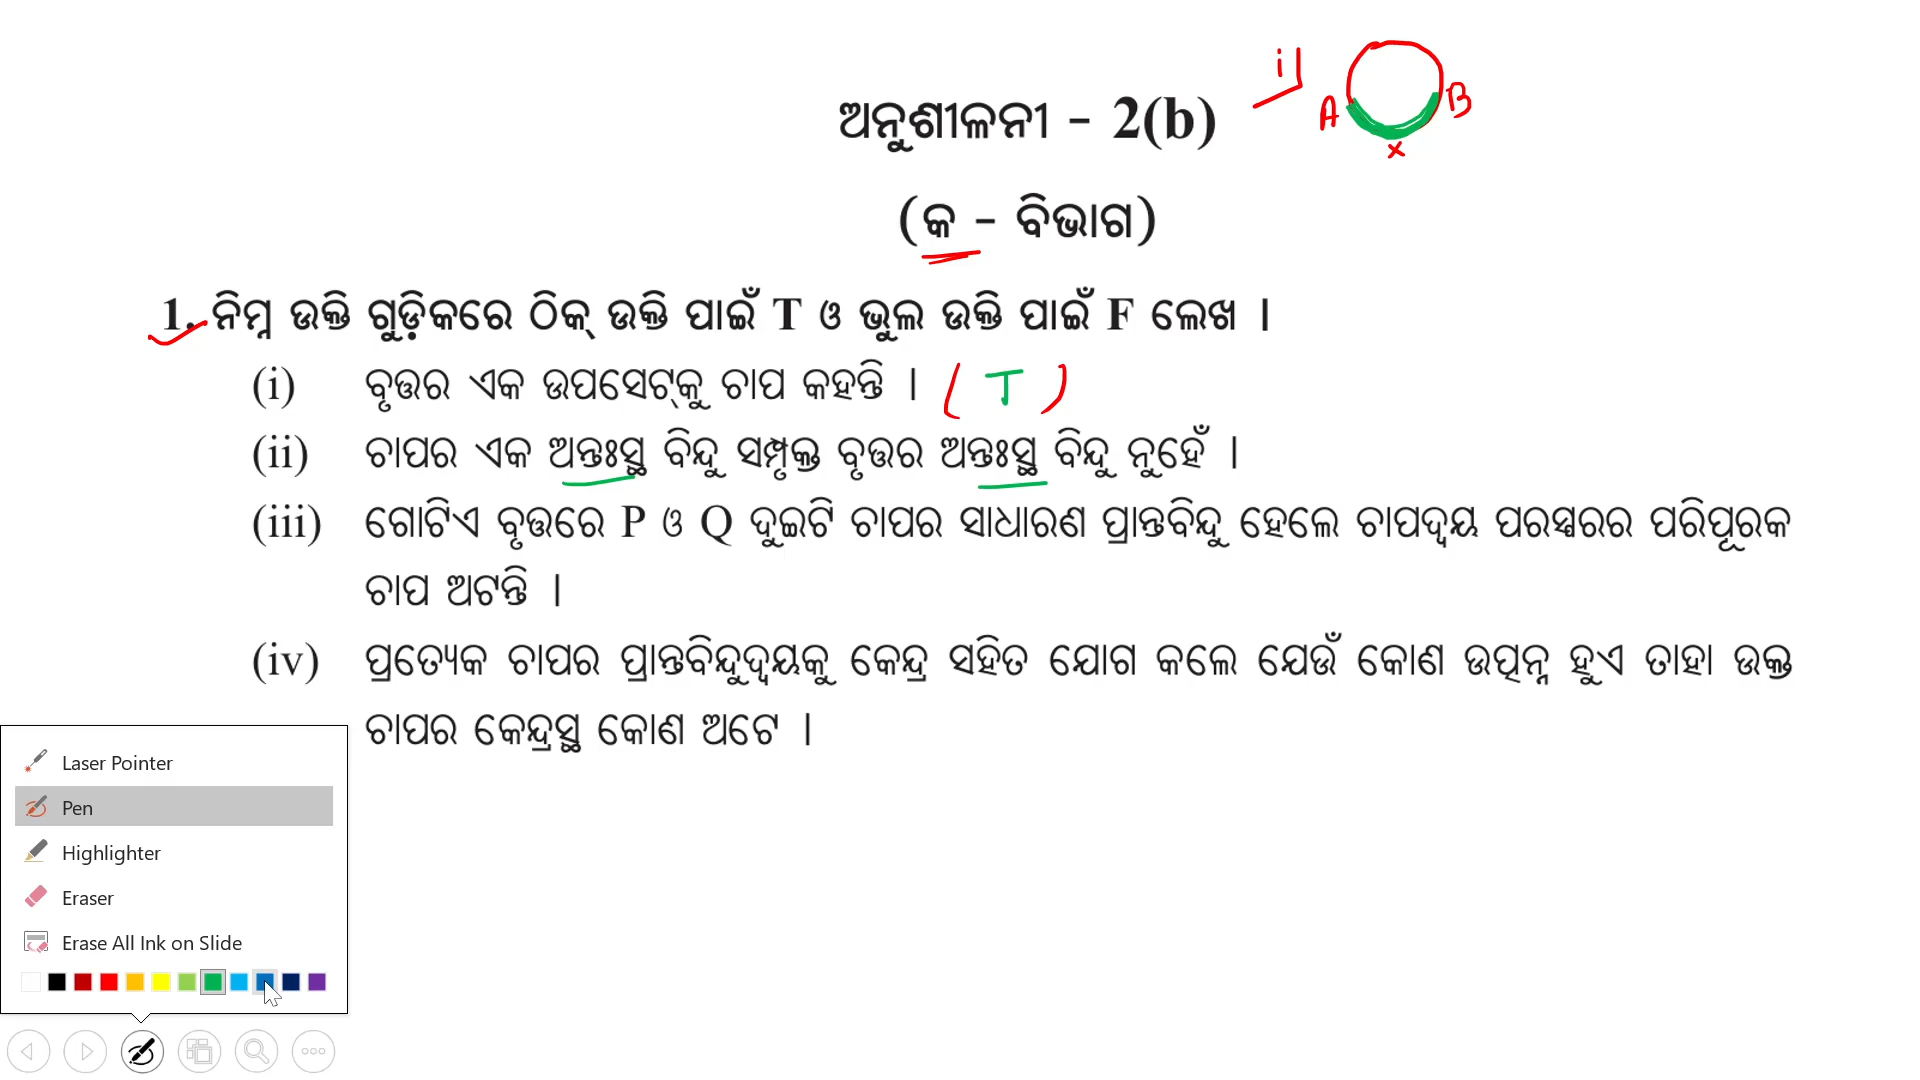 ଅନୁଶୀଳନୀ - 2(b)
i)
A
B
x
(କ - ବିଭାଗ)
1. ନିମ୍ନ ଉକ୍ତି ଗୁଡ଼ିକରେ ଠିକ୍ ଉକ୍ତି ପାଇଁ T ଓ ଭୁଲ ଉକ୍ତି ପାଇଁ F ଲେଖ ।
(i) ବୃତ୍ତର ଏକ ଉପସେଟ୍‌କୁ ଚାପ କହନ୍ତି । ( T )
(ii) ଚାପର ଏକ ଅନ୍ତଃସ୍ଥ ବିନ୍ଦୁ ସମ୍ପୃକ୍ତ ବୃତ୍ତର ଅନ୍ତଃସ୍ଥ ବିନ୍ଦୁ ନୁହେଁ ।
(iii) ଗୋଟିଏ ବୃତ୍ତରେ P ଓ Q ଦୁଇଟି ଚାପର ସାଧାରଣ ପ୍ରାନ୍ତବିନ୍ଦୁ ହେଲେ ଚାପଦ୍ୱୟ ପରସ୍ପରର ପରିପୂରକ
ଚାପ ଅଟନ୍ତି ।
(iv) ପ୍ରତ୍ୟେକ ଚାପର ପ୍ରାନ୍ତବିନ୍ଦୁଦ୍ୱୟକୁ କେନ୍ଦ୍ର ସହିତ ଯୋଗ କଲେ ଯେଉଁ କୋଣ ଉତ୍ପନ୍ନ ହୁଏ ତାହା ଉକ୍ତ
ଚାପର କେନ୍ଦ୍ରସ୍ଥ କୋଣ ଅଟେ ।
Laser Pointer
Pen
Highlighter
Eraser
Erase All Ink on Slide